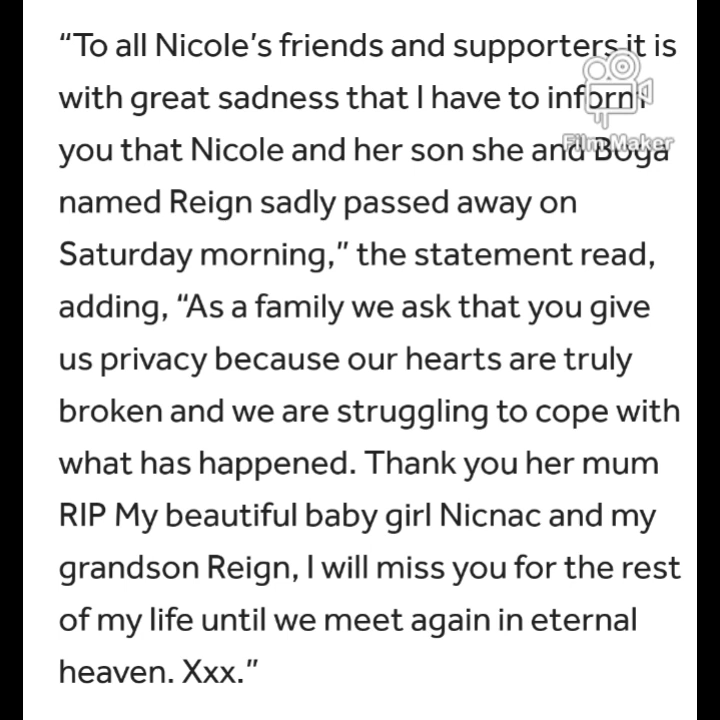 “To all Nicole’s friends and supporters it is
with great sadness that I have to inform
you that Nicole and her son she and Boga
named Reign sadly passed away on
Saturday morning,” the statement read,
adding, “As a family we ask that you give
us privacy because our hearts are truly
broken and we are struggling to cope with
what has happened. Thank you her mum
RIP My beautiful baby girl Nicnac and my
grandson Reign, I will miss you for the rest
of my life until we meet again in eternal
heaven. Xxx.”
Film Maker